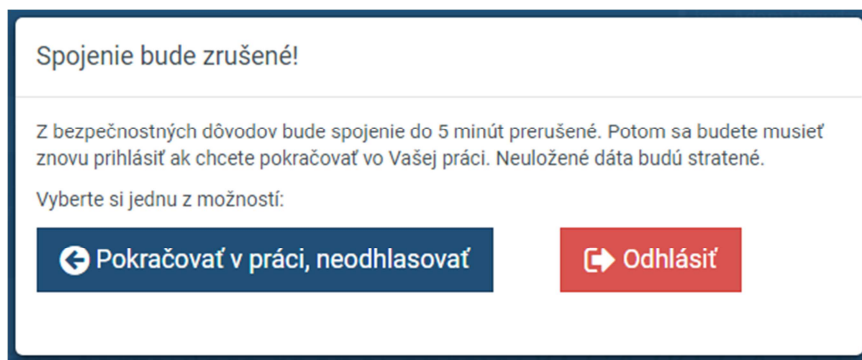 Spojenie bude zrušené!
Z bezpečnostných dôvodov bude spojenie do 5 minút prerušené. Potom sa budete musieť
znovu prihlásiť ak chcete pokračovať vo Vašej práci. Neuložené dáta budú stratené.
Vyberte si jednu z možností:
Pokračovať v práci, neodhlasovať
Odhlásiť